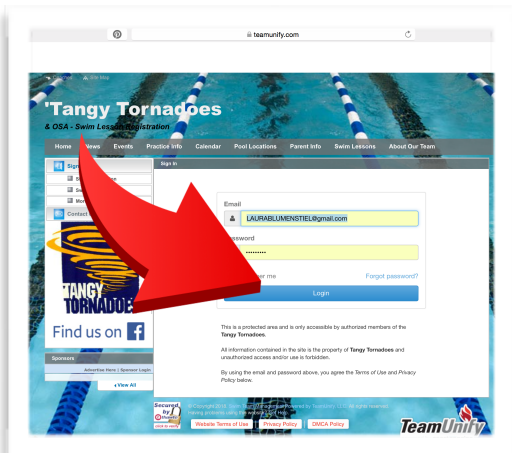 teamunify.com
Site Map
'Tangy Tornadoes
& OSA - Swim Lesson Registration
Home News Events Practice Info Calendar Pool Locations Parent Info Swim Lessons About Our Team
Sign In
Contact
Email
LAURABLUMENSTIEL@gmail.com
Forgot password?
Login
TANGY
TORNADOES
Find us on f
This is a protected area and is only accessible by authorized members of the
Tangy Tornadoes.
All information contained in the site is the property of Tangy Tornadoes and
unauthorized access and/or use is forbidden.
By using the email and password above, you agree the Terms of Use and Privacy
Policy below.
Sponsors
Advertise Here | Sponsor Login
View All
Secured
by
Website Terms of Use Privacy Policy DMCA Policy
TeamUnify